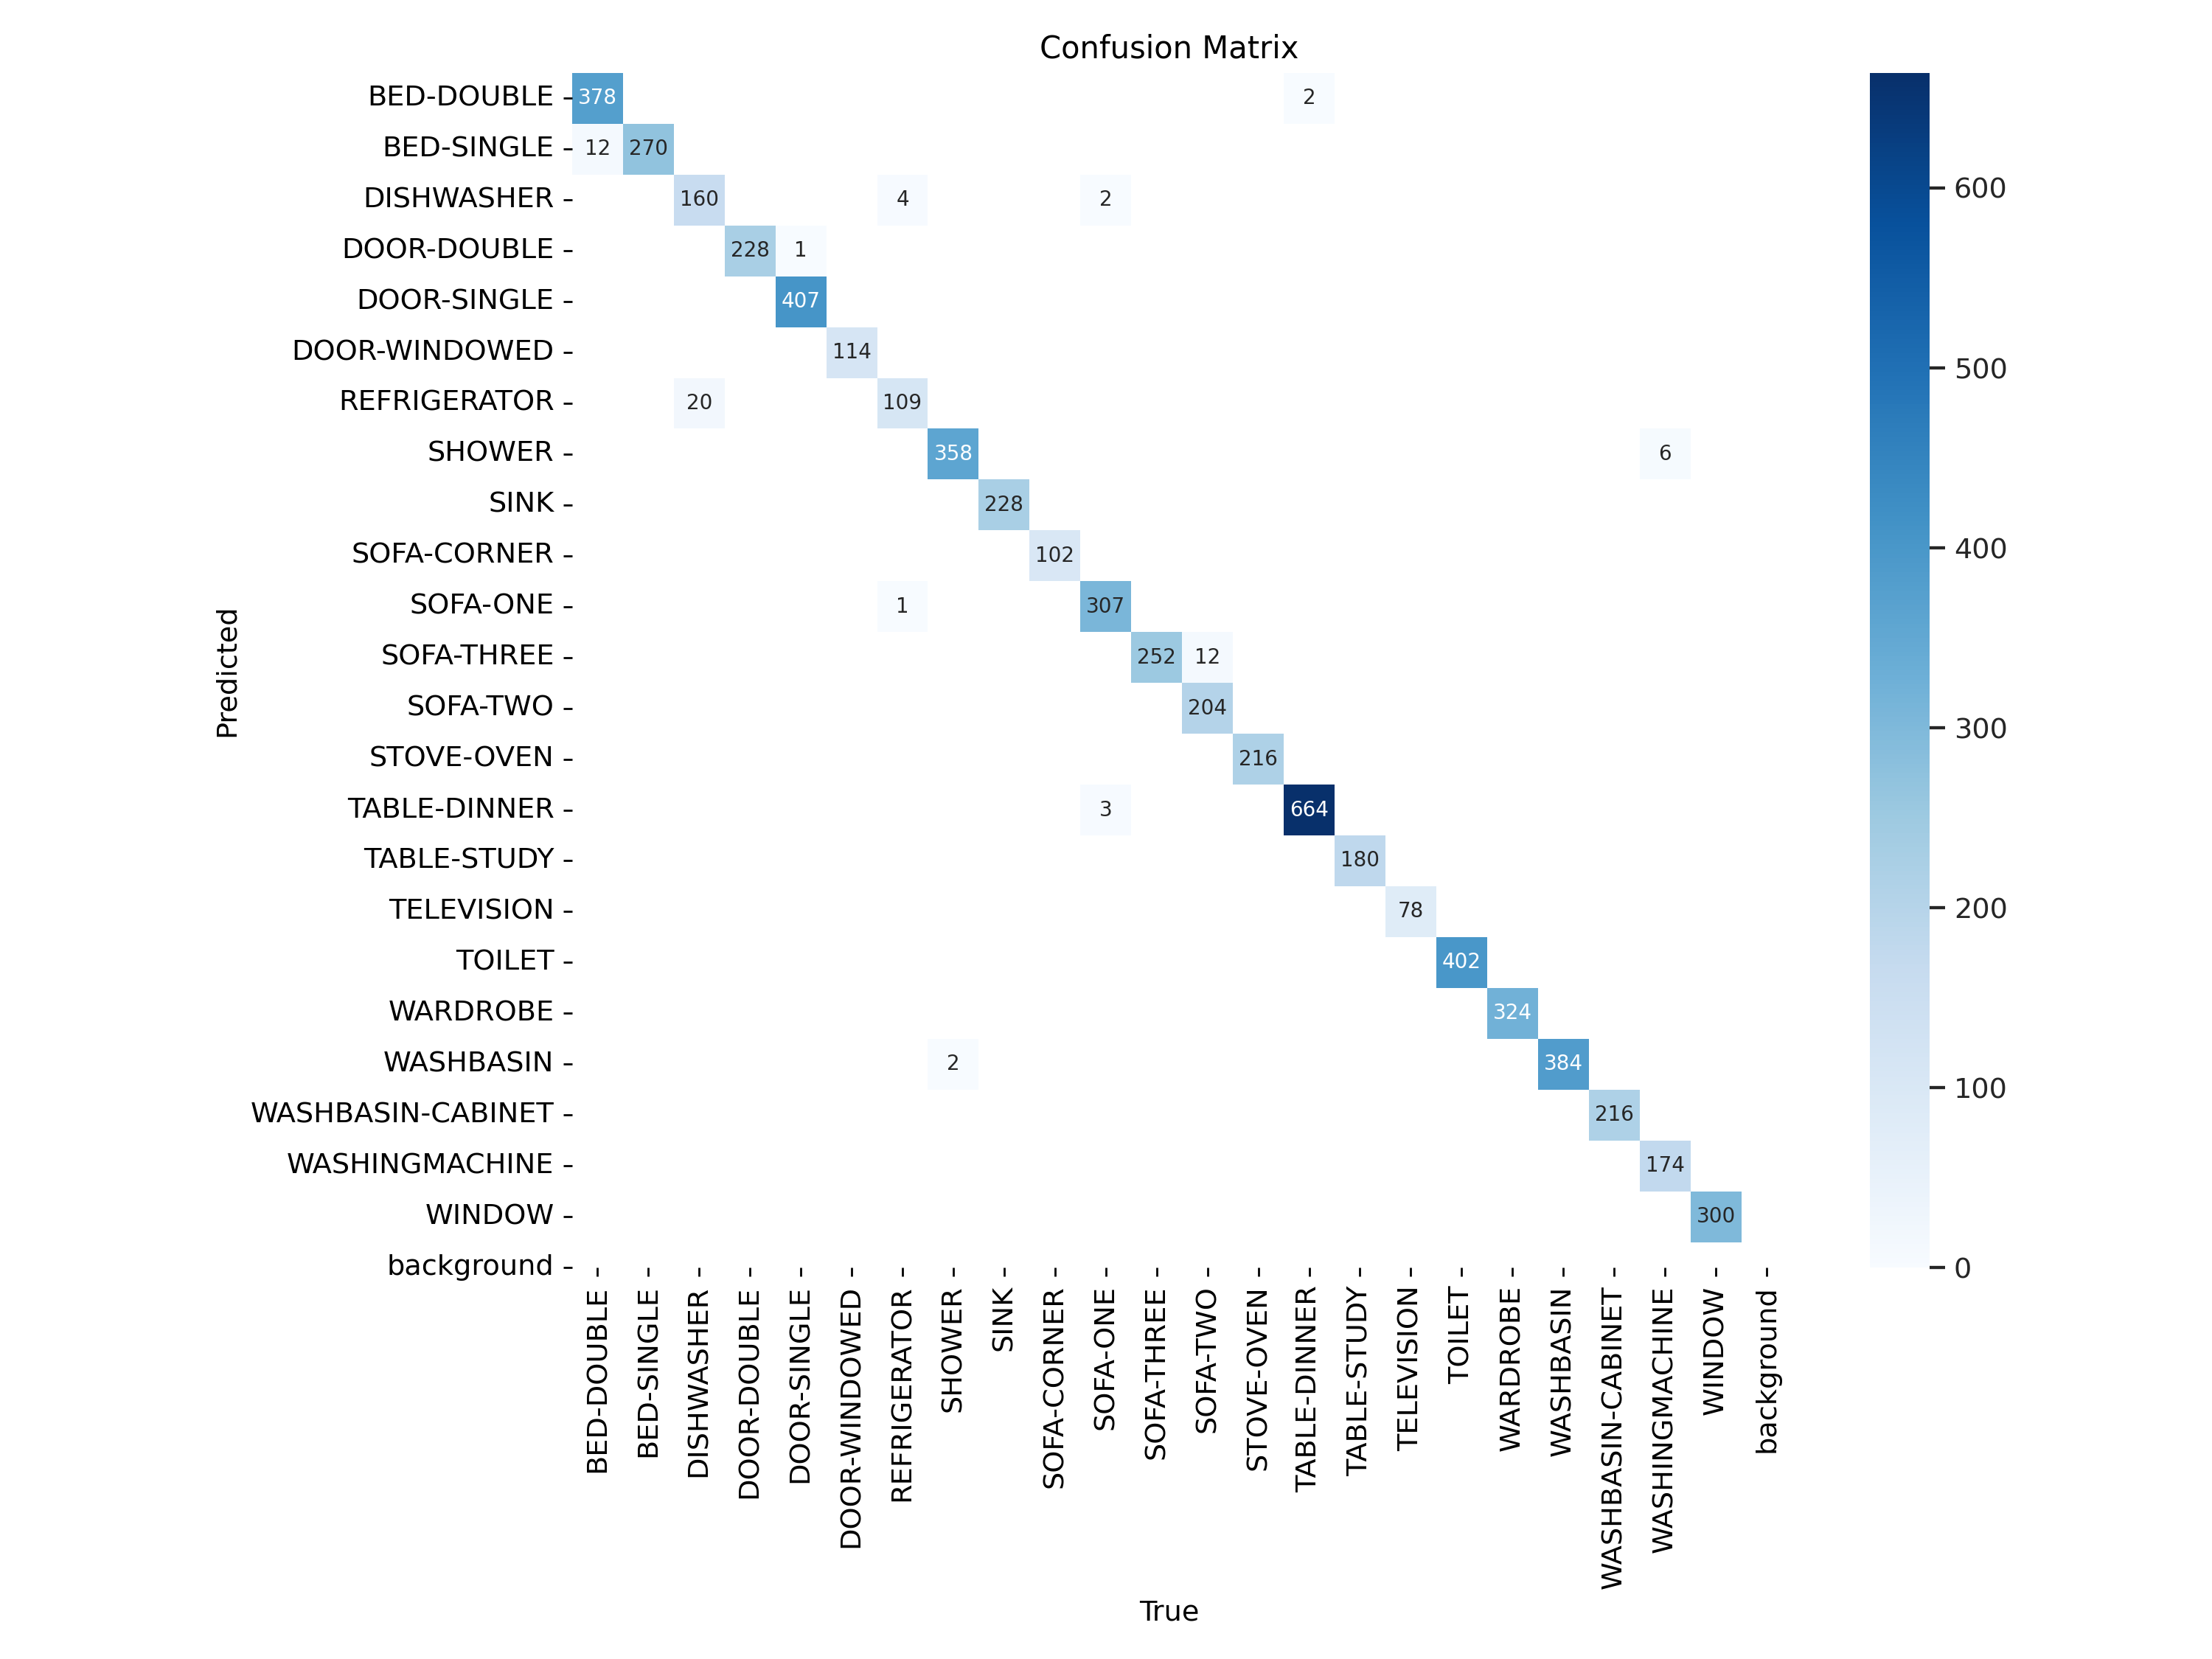 Confusion Matrix
BED-DOUBLE 378 2
BED-SINGLE 12 270
DISHWASHER 160 4 2
DOOR-DOUBLE 228 1
DOOR-SINGLE 407
DOOR-WINDOWED 114
REFRIGERATOR 20 109
SHOWER 358 6
SINK 228
SOFA-CORNER 102
SOFA-ONE 1 307
SOFA-THREE 252 12
SOFA-TWO 204
STOVE-OVEN 216
TABLE-DINNER 3 664
TABLE-STUDY 180
TELEVISION 78
TOILET 402
WARDROBE 324
WASHBASIN 2 384
WASHBASIN-CABINET 216
WASHINGMACHINE 174
WINDOW 300
background
Predicted
BED-DOUBLE
BED-SINGLE
DISHWASHER
DOOR-DOUBLE
DOOR-SINGLE
DOOR-WINDOWED
REFRIGERATOR
SHOWER
SINK
SOFA-CORNER
SOFA-ONE
SOFA-THREE
SOFA-TWO
STOVE-OVEN
TABLE-DINNER
TABLE-STUDY
TELEVISION
TOILET
WARDROBE
WASHBASIN
WASHBASIN-CABINET
WASHINGMACHINE
WINDOW
background
True
600
500
400
300
200
100
0